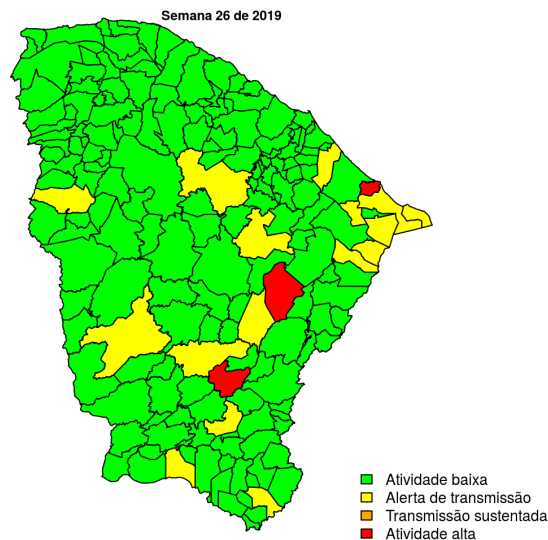 Semana 26 de 2019
Atividade baixa
Alerta de transmissão
Transmissão sustentada
Atividade alta